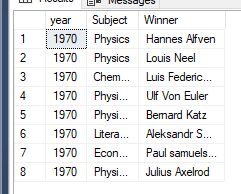 Messages
year Subject Winner
1 1970 Physics Hannes Alfven
2 1970 Physics Louis Neel
3 1970 Chem... Luis Federic...
4 1970 Physi... Ulf Von Euler
5 1970 Physi... Bernard Katz
6 1970 Litera... Aleksandr S...
7 1970 Econ... Paul samuels...
8 1970 Physi... Julius Axelrod